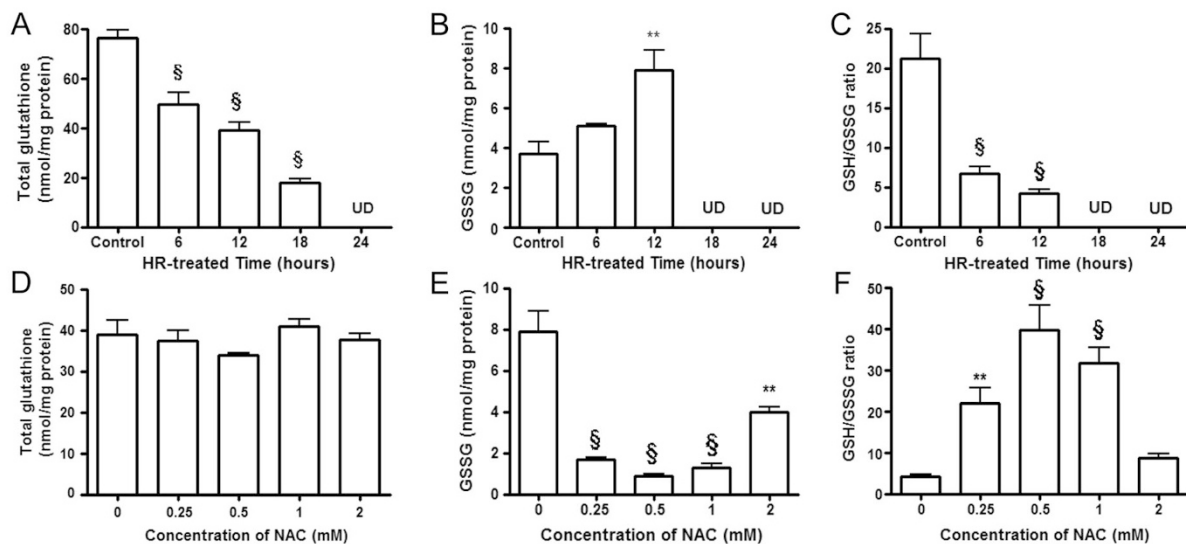 A
Total glutathione
(nmol/mg protein)
80
60
40
20
0
§
§
§
UD
Control 6 12 18 24
HR-treated Time (hours)
B
GSSG (nmol/mg protein)
10
8
6
4
2
0
**
UD UD
Control 6 12 18 24
HR-treated Time (hours)
C
GSH/GSSG ratio
25
20
15
10
5
0
§
§
UD UD
Control 6 12 18 24
HR-treated Time (hours)
D
Total glutathione
(nmol/mg protein)
50
40
30
20
10
0
0 0.25 0.5 1 2
Concentration of NAC (mM)
E
GSSG (nmol/mg protein)
10
8
6
4
2
0
§
§
§
**
0 0.25 0.5 1 2
Concentration of NAC (mM)
F
GSH/GSSG ratio
50
40
30
20
10
0
**
§
§
0 0.25 0.5 1 2
Concentration of NAC (mM)